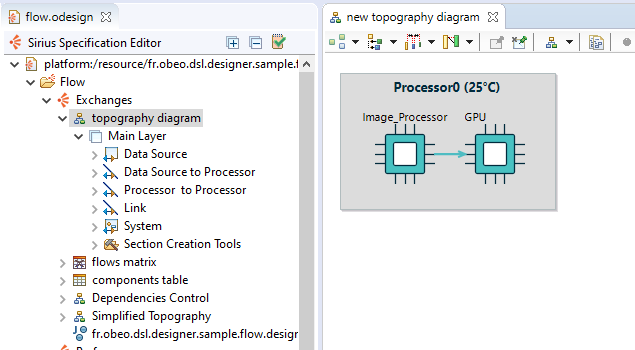 flow.odesign
Sirius Specification Editor
platform:/resource/fr.obeo.dsl.designer.sample.f
Flow
Exchanges
topography diagram
Main Layer
Data Source
Data Source to Processor
Processor to Processor
Link
System
Section Creation Tools
flows matrix
components table
Dependencies Control
Simplified Topography
fr.obeo.dsl.designer.sample.flow.design
new topography diagram
Processor0 (25°C)
Image_Processor GPU